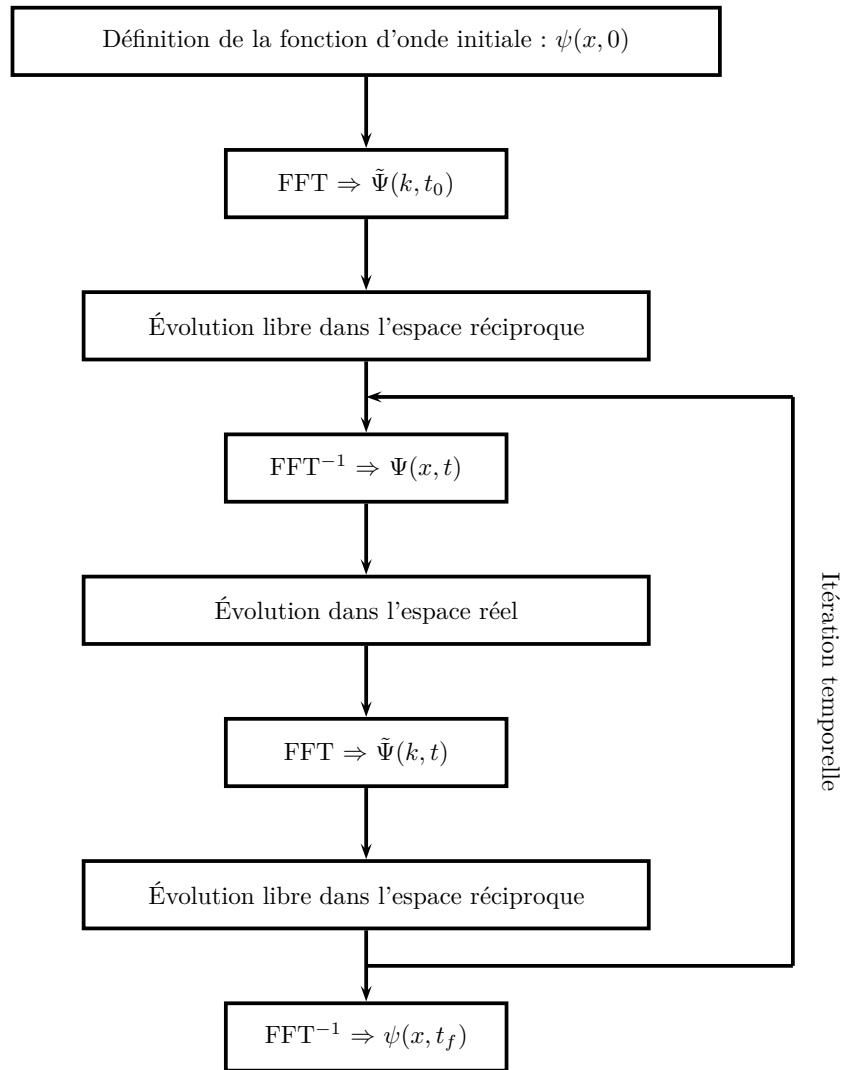 Définition de la fonction d'onde initiale : ψ(x, 0)
FFT ⇒ Ψ̃(k, t₀)
Évolution libre dans l'espace réciproque
FFT⁻¹ ⇒ Ψ(x, t)
Évolution dans l'espace réel
FFT ⇒ Ψ̃(k, t)
Évolution libre dans l'espace réciproque
FFT⁻¹ ⇒ ψ(x, t_f)
Itération temporelle